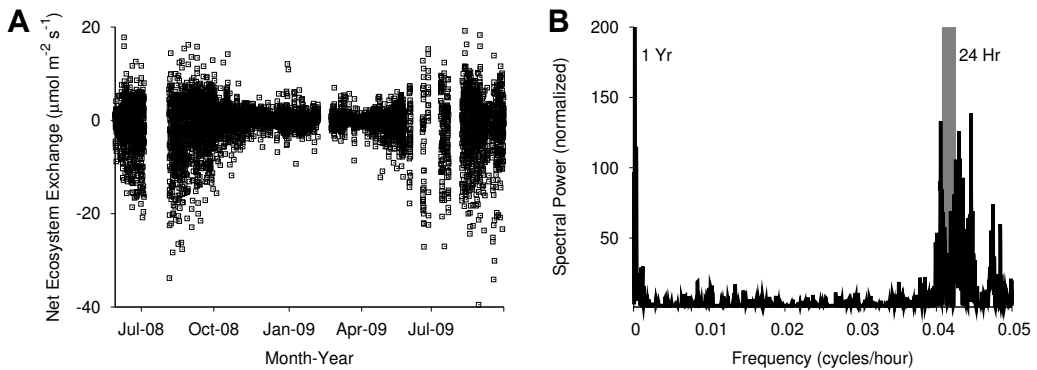 A
Net Ecosystem Exchange (μmol m⁻² s⁻¹)
20
0
-20
-40
Jul-08 Oct-08 Jan-09 Apr-09 Jul-09
Month-Year
B
Spectral Power (normalized)
200
150
100
50
1 Yr
24 Hr
0 0.01 0.02 0.03 0.04 0.05
Frequency (cycles/hour)